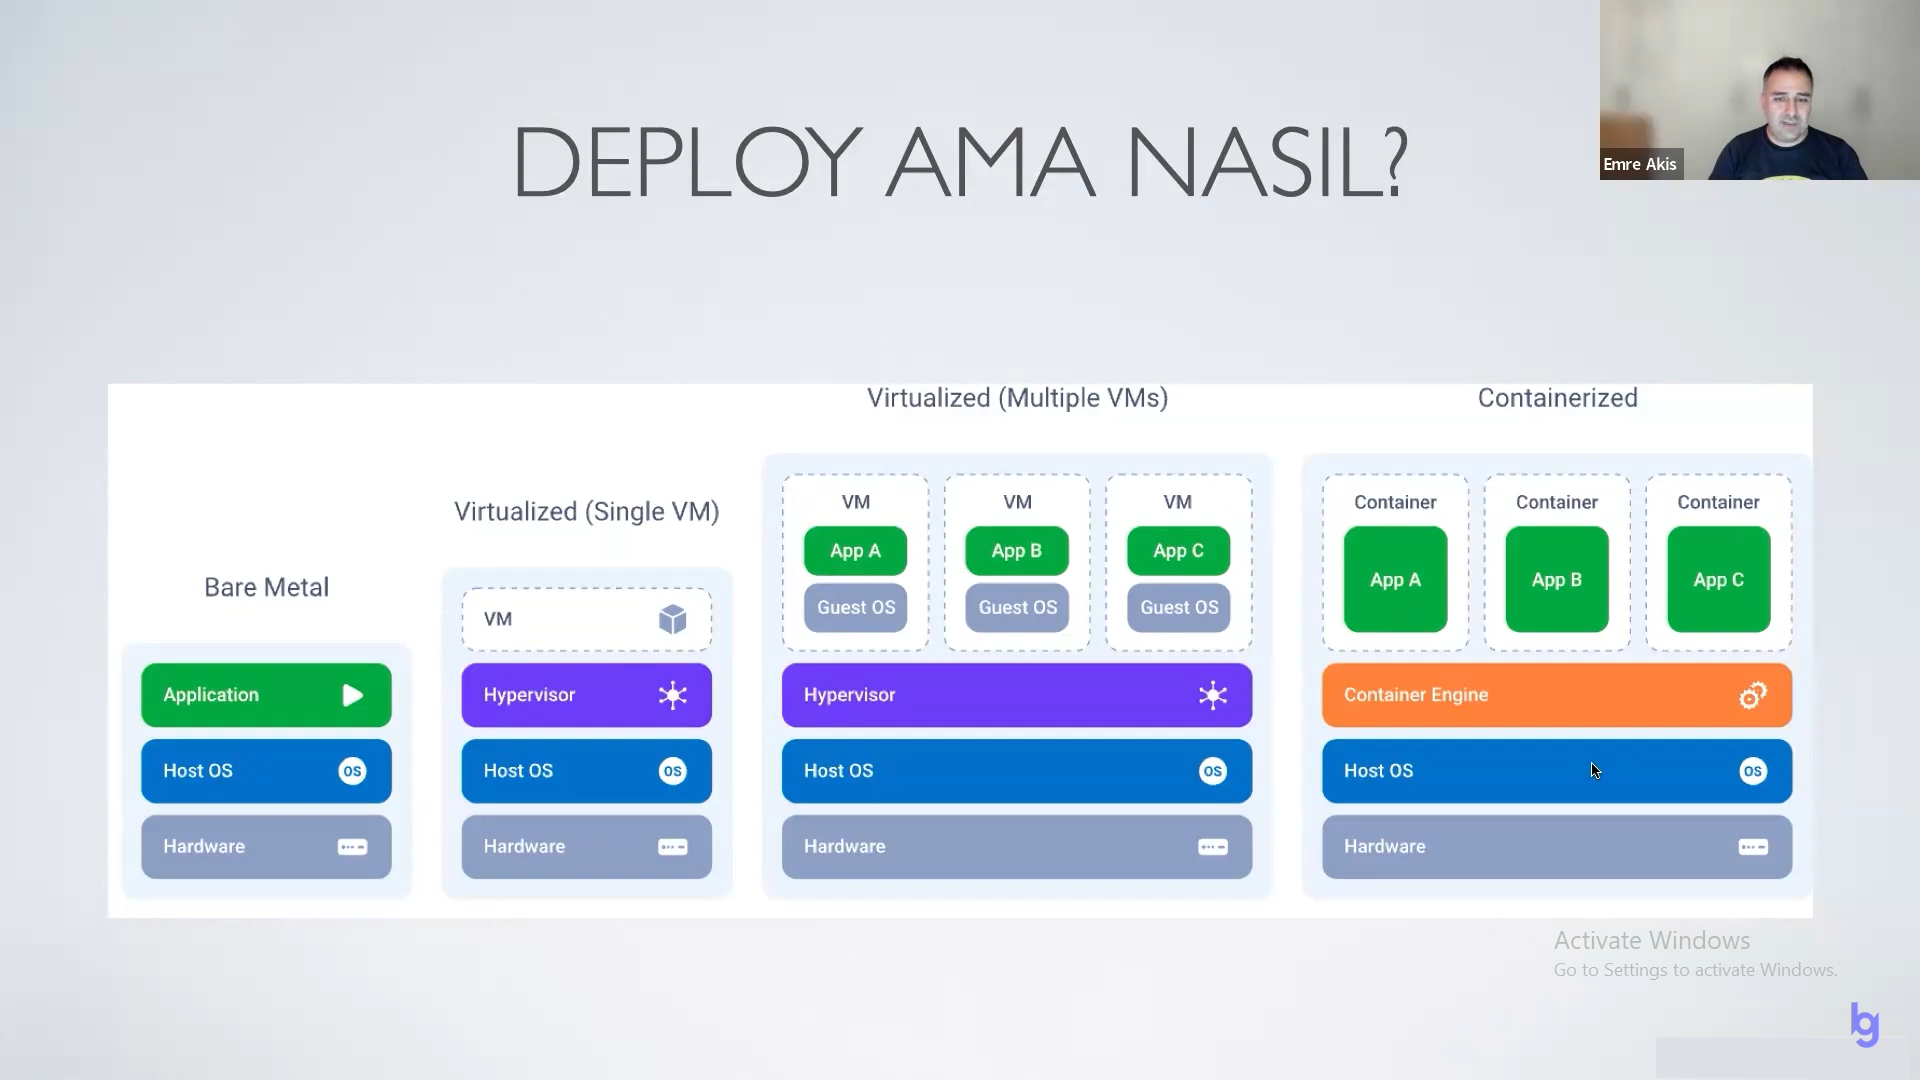 DEPLOY AMA NASIL?
Emre Akis
Bare Metal
Application
Host OS
OS
Hardware
Virtualized (Single VM)
VM
Hypervisor
Host OS
OS
Hardware
Virtualized (Multiple VMs)
VM
App A
Guest OS
VM
App B
Guest OS
VM
App C
Guest OS
Hypervisor
Host OS
OS
Hardware
Containerized
Container
App A
Container
App B
Container
App C
Container Engine
Host OS
OS
Hardware
Activate Windows
Go to Settings to activate Windows.
bg